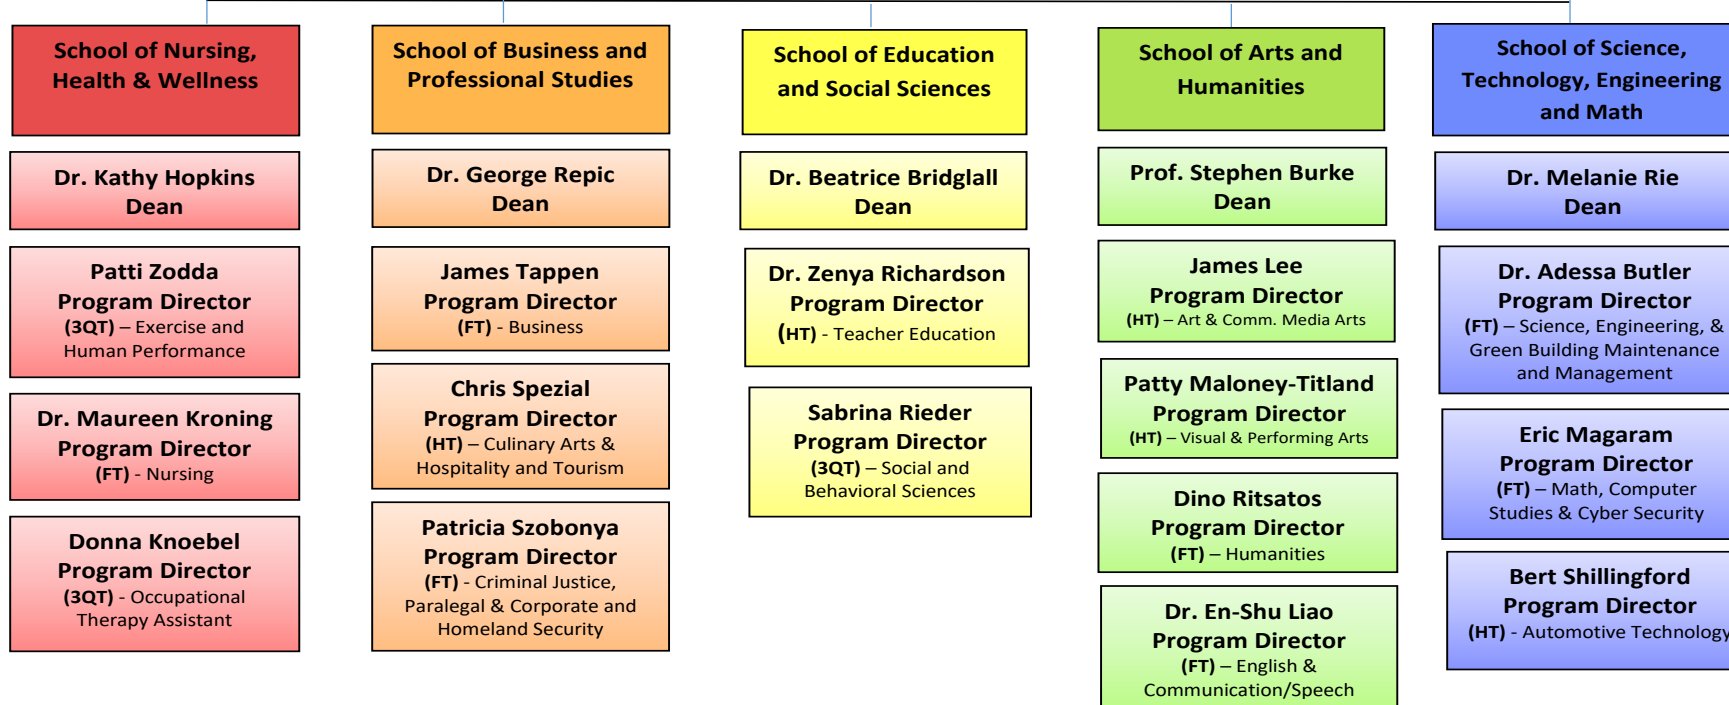 School of Nursing,
Health & Wellness
Dr. Kathy Hopkins
Dean
Patti Zodda
Program Director
(3QT) – Exercise and
Human Performance
Dr. Maureen Kroning
Program Director
(FT) - Nursing
Donna Knoebel
Program Director
(3QT) - Occupational
Therapy Assistant
School of Business and
Professional Studies
Dr. George Repic
Dean
James Tappen
Program Director
(FT) - Business
Chris Spezial
Program Director
(HT) – Culinary Arts &
Hospitality and Tourism
Patricia Szobonya
Program Director
(FT) - Criminal Justice,
Paralegal & Corporate and
Homeland Security
School of Education
and Social Sciences
Dr. Beatrice Bridglall
Dean
Dr. Zenya Richardson
Program Director
(HT) - Teacher Education
Sabrina Rieder
Program Director
(3QT) – Social and
Behavioral Sciences
School of Arts and
Humanities
Prof. Stephen Burke
Dean
James Lee
Program Director
(HT) – Art & Comm. Media Arts
Patty Maloney-Titland
Program Director
(HT) – Visual & Performing Arts
Dino Ritsatos
Program Director
(FT) – Humanities
Dr. En-Shu Liao
Program Director
(FT) – English &
Communication/Speech
School of Science,
Technology, Engineering
and Math
Dr. Melanie Rie
Dean
Dr. Adessa Butler
Program Director
(FT) – Science, Engineering, &
Green Building Maintenance
and Management
Eric Magaram
Program Director
(FT) – Math, Computer
Studies & Cyber Security
Bert Shillingford
Program Director
(HT) - Automotive Technology